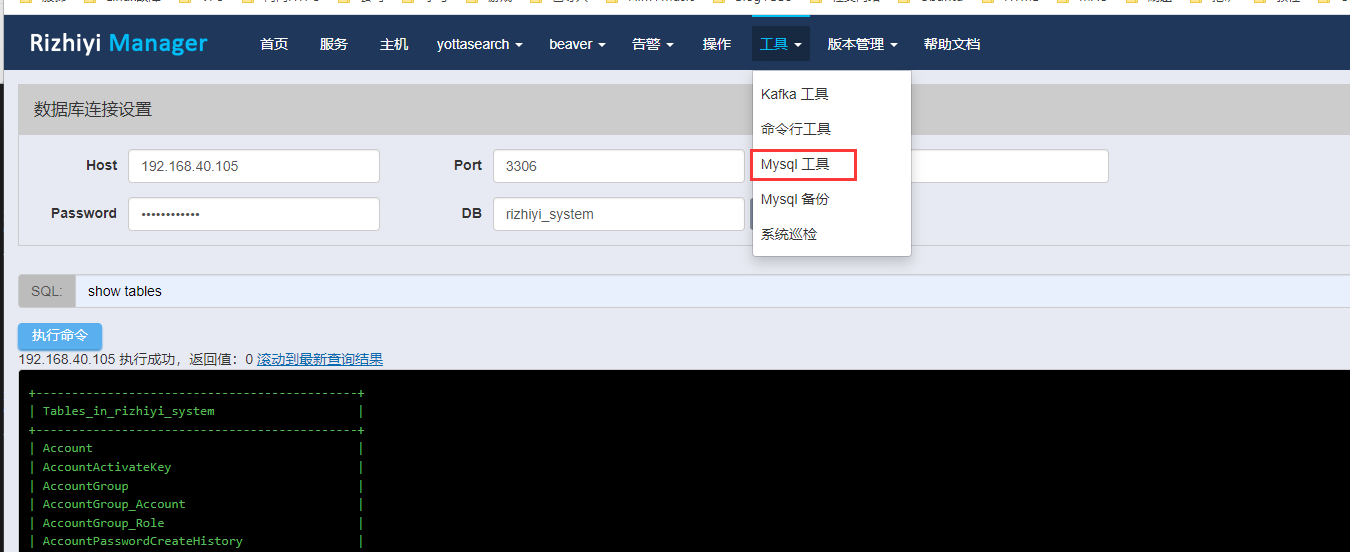 Rizhiyi Manager 首页 服务 主机 yottasearch beaver 告警 操作 工具 版本管理 帮助文档
Kafka 工具
命令行工具
Mysql 工具
Mysql 备份
系统巡检
数据库连接设置
Host 192.168.40.105 Port 3306
Password •••••••••••• DB rizhiyi_system
SQL: show tables
执行命令
192.168.40.105 执行成功，返回值：0 滚动到最新查询结果
+--------------------------------------------+
| Tables_in_rizhiyi_system |
+--------------------------------------------+
| Account |
| AccountActivateKey |
| AccountGroup |
| AccountGroup_Account |
| AccountGroup_Role |
| AccountPasswordCreateHistory |